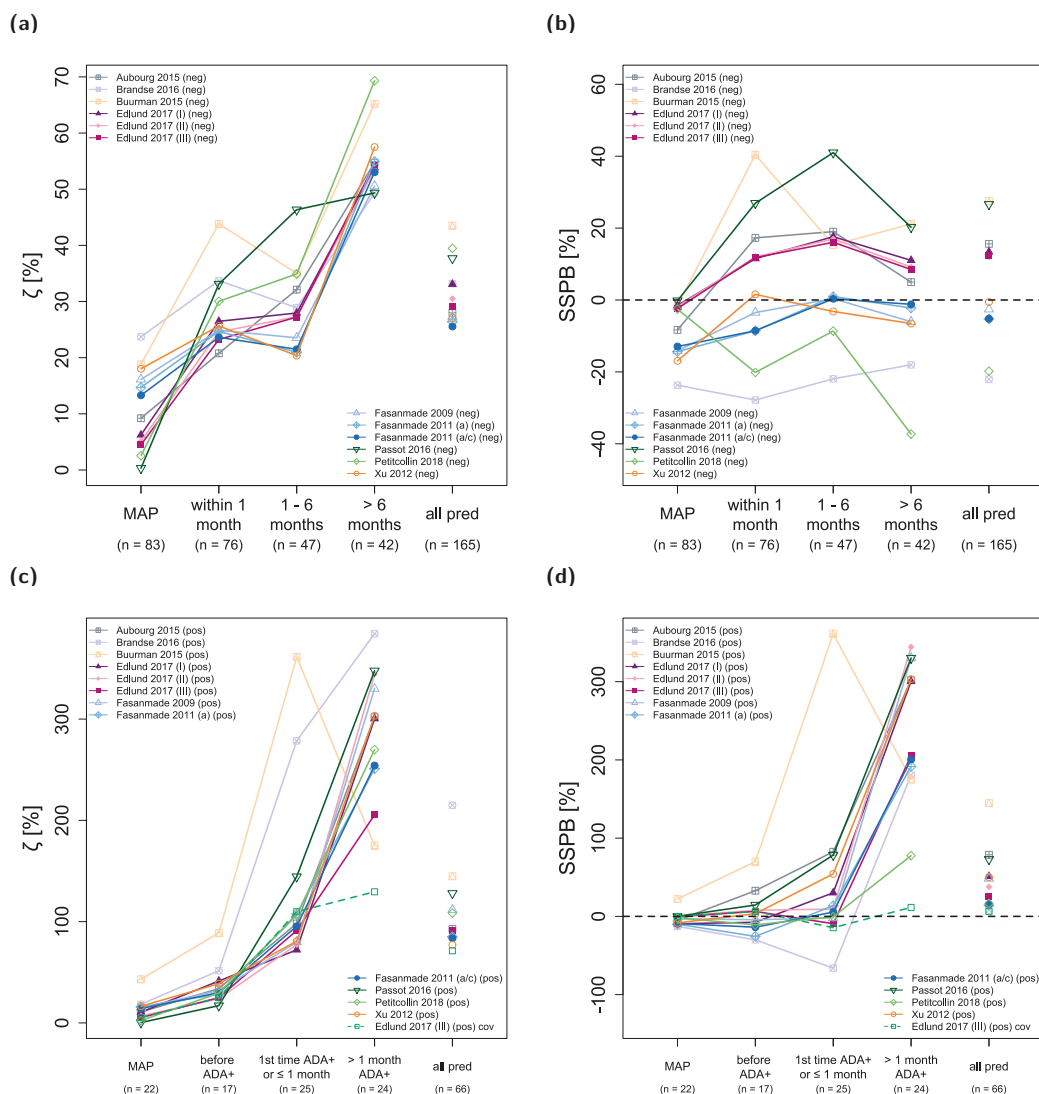 (a)
ζ [%]
70
60
50
40
30
20
10
0
Aubourg 2015 (neg)
Brandse 2016 (neg)
Buurman 2015 (neg)
Edlund 2017 (I) (neg)
Edlund 2017 (II) (neg)
Edlund 2017 (III) (neg)
Fasanmade 2009 (neg)
Fasanmade 2011 (a) (neg)
Fasanmade 2011 (a/c) (neg)
Passot 2016 (neg)
Petitcollin 2018 (neg)
Xu 2012 (neg)
MAP within 1 1 - 6 > 6 all pred
month months months
(n = 83) (n = 76) (n = 47) (n = 42) (n = 165)
(b)
SSPB [%]
60
40
20
0
-20
-40
Aubourg 2015 (neg)
Brandse 2016 (neg)
Buurman 2015 (neg)
Edlund 2017 (I) (neg)
Edlund 2017 (II) (neg)
Edlund 2017 (III) (neg)
Fasanmade 2009 (neg)
Fasanmade 2011 (a) (neg)
Fasanmade 2011 (a/c) (neg)
Passot 2016 (neg)
Petitcollin 2018 (neg)
Xu 2012 (neg)
MAP within 1 1 - 6 > 6 all pred
month months months
(n = 83) (n = 76) (n = 47) (n = 42) (n = 165)
(c)
ζ [%]
300
200
100
0
Aubourg 2015 (pos)
Brandse 2016 (pos)
Buurman 2015 (pos)
Edlund 2017 (I) (pos)
Edlund 2017 (II) (pos)
Edlund 2017 (III) (pos)
Fasanmade 2009 (pos)
Fasanmade 2011 (a) (pos)
Fasanmade 2011 (a/c) (pos)
Passot 2016 (pos)
Petitcollin 2018 (pos)
Xu 2012 (pos)
Edlund 2017 (III) (pos) cov
MAP before 1st time ADA+ > 1 month all pred
ADA+ or ≤ 1 month ADA+
(n = 22) (n = 17) (n = 25) (n = 24) (n = 66)
(d)
SSPB [%]
300
200
100
0
-100
Aubourg 2015 (pos)
Brandse 2016 (pos)
Buurman 2015 (pos)
Edlund 2017 (I) (pos)
Edlund 2017 (II) (pos)
Edlund 2017 (III) (pos)
Fasanmade 2009 (pos)
Fasanmade 2011 (a) (pos)
Fasanmade 2011 (a/c) (pos)
Passot 2016 (pos)
Petitcollin 2018 (pos)
Xu 2012 (pos)
Edlund 2017 (III) (pos) cov
MAP before 1st time ADA+ > 1 month all pred
ADA+ or ≤ 1 month ADA+
(n = 22) (n = 17) (n = 25) (n = 24) (n = 66)